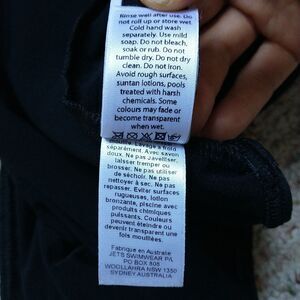 Rinse well after use. Do
not roll up or store wet.
Cold hand wash
separately. Use mild
soap. Do not bleach,
soak or rub. Do not
tumble dry. Do not dry
clean. Do not iron.
Avoid rough surfaces,
suntan lotions, pools
treated with harsh
chemicals. Some
colours may fade or
become transparent
when wet.
Lavage à froid
séparément. Avec savon
doux. Ne pas Javelliser,
laisser tremper ou
brosser. Ne pas utiliser
de séchoir. Ne pas
nettoyer à sec. Ne pas
repasser. Eviter surfaces
rugueuses, lotion
bronzante, piscine avec
produits chimiques
puissants. Couleurs
peuvent éteindre ou
devenir transparent une
fois mouillées.
Fabrique en Australie
JETS SWIMWEAR P/L
PO BOX 808
WOOLLAHRA NSW 1350
SYDNEY AUSTRALIA